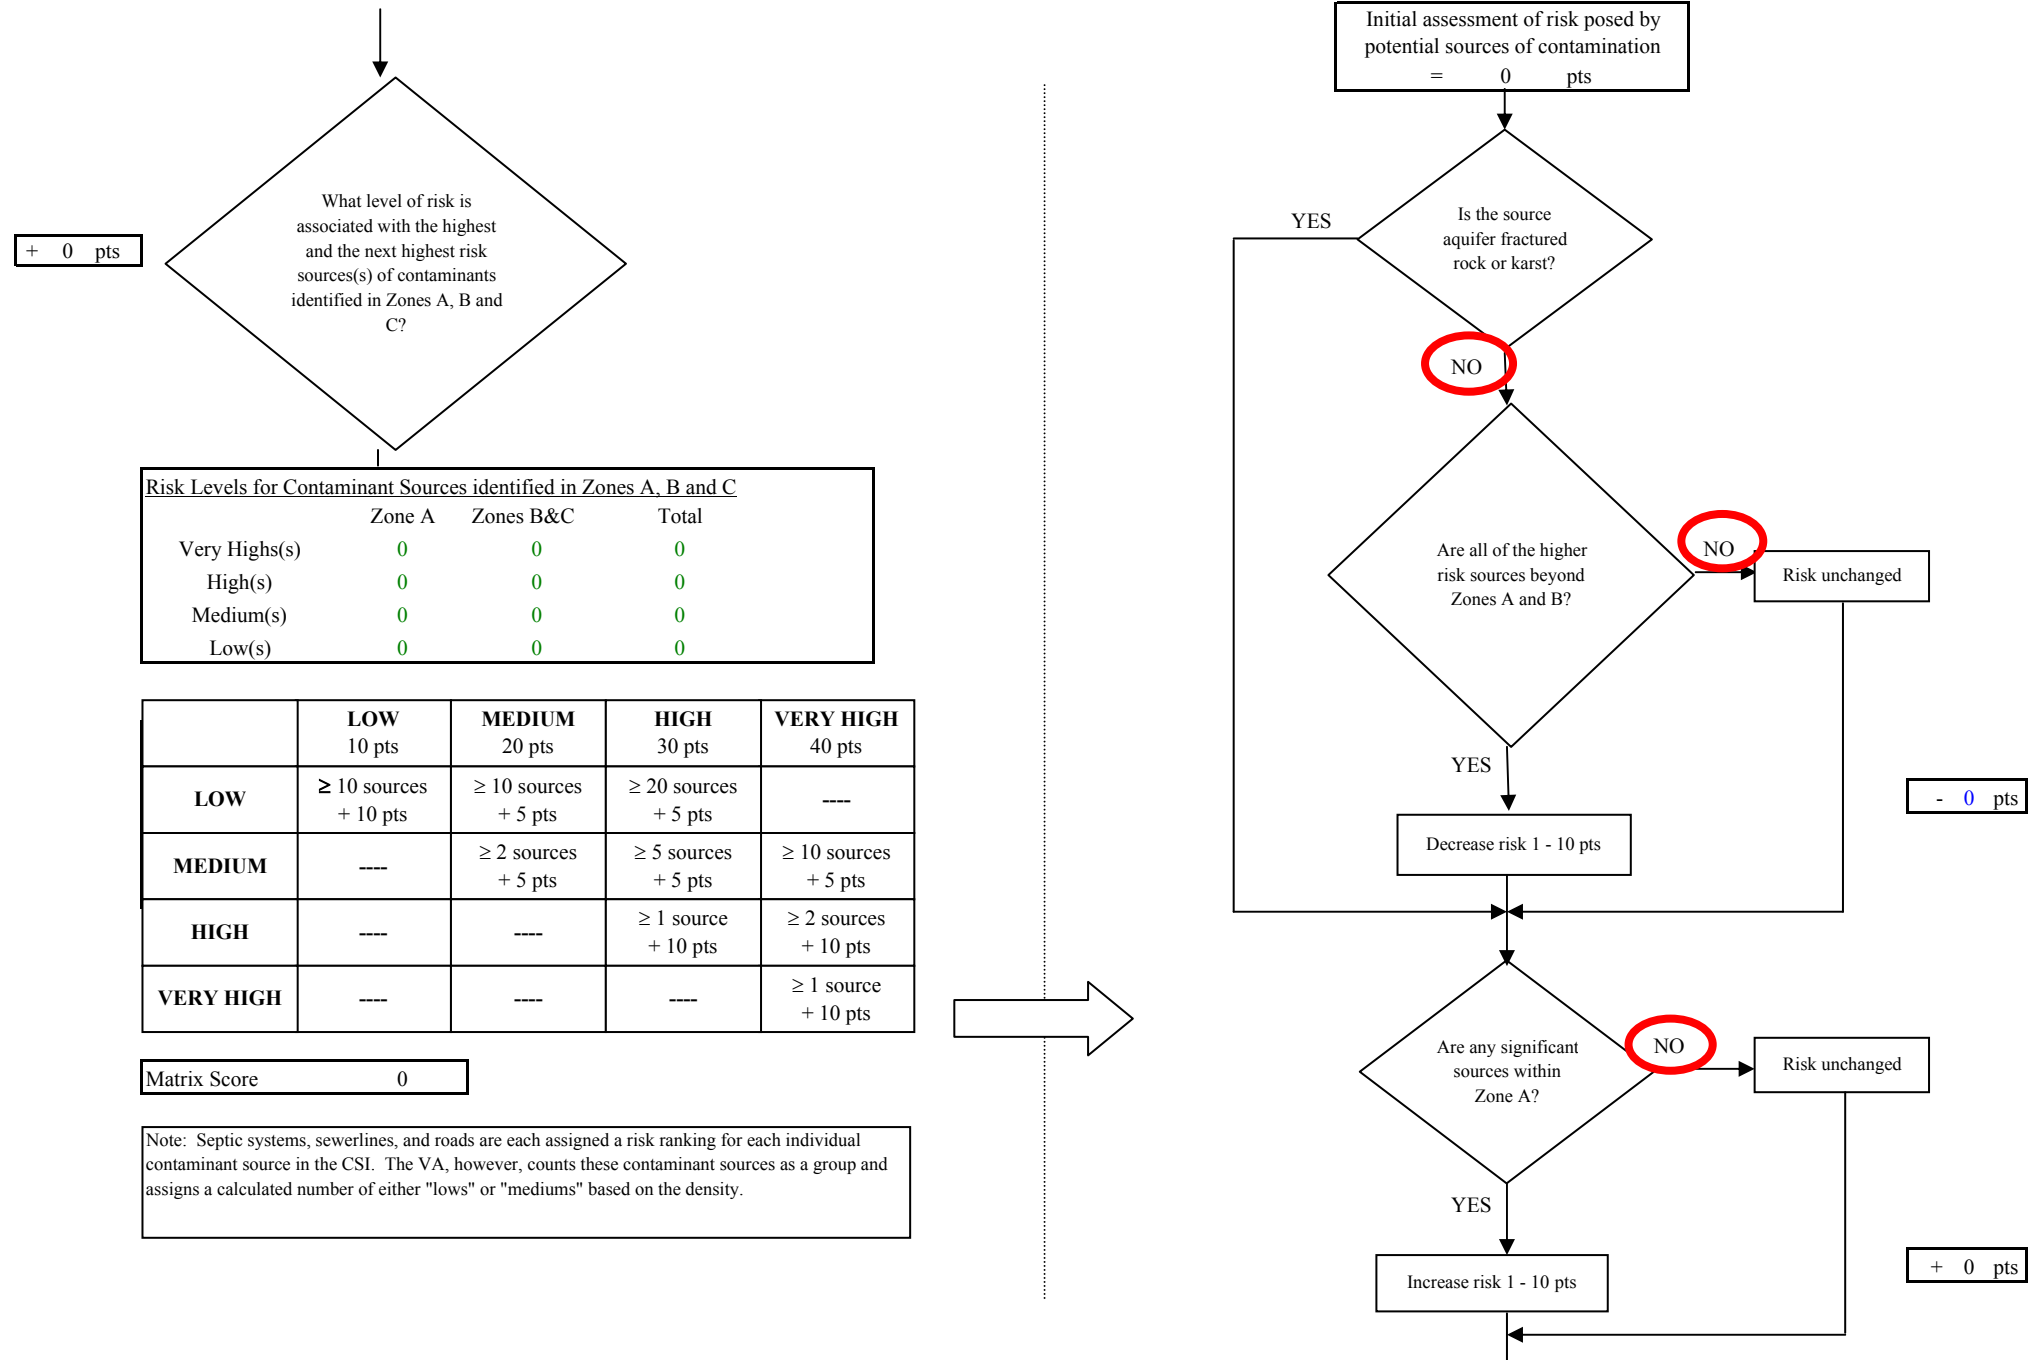 + 0 pts
What level of risk is
associated with the highest
and the next highest risk
sources(s) of contaminants
identified in Zones A, B and
C?
Risk Levels for Contaminant Sources identified in Zones A, B and C
Zone A Zones B&C Total
Very Highs(s) 0 0 0
High(s) 0 0 0
Medium(s) 0 0 0
Low(s) 0 0 0
LOW MEDIUM HIGH VERY HIGH
10 pts 20 pts 30 pts 40 pts
LOW ≥ 10 sources ≥ 10 sources ≥ 20 sources ----
+ 10 pts + 5 pts + 5 pts
MEDIUM ---- ≥ 2 sources ≥ 5 sources ≥ 10 sources
+ 5 pts + 5 pts + 5 pts
HIGH ---- ---- ≥ 1 source ≥ 2 sources
+ 10 pts + 10 pts
VERY HIGH ---- ---- ---- ≥ 1 source
+ 10 pts
Matrix Score 0
Note: Septic systems, sewerlines, and roads are each assigned a risk ranking for each individual
contaminant source in the CSI. The VA, however, counts these contaminant sources as a group and
assigns a calculated number of either "lows" or "mediums" based on the density.
Initial assessment of risk posed by
potential sources of contamination
= 0 pts
YES
Is the source
aquifer fractured
rock or karst?
NO
Are all of the higher
risk sources beyond
Zones A and B?
NO
Risk unchanged
YES
- 0 pts
Decrease risk 1 - 10 pts
Are any significant
sources within
Zone A?
NO
Risk unchanged
YES
+ 0 pts
Increase risk 1 - 10 pts